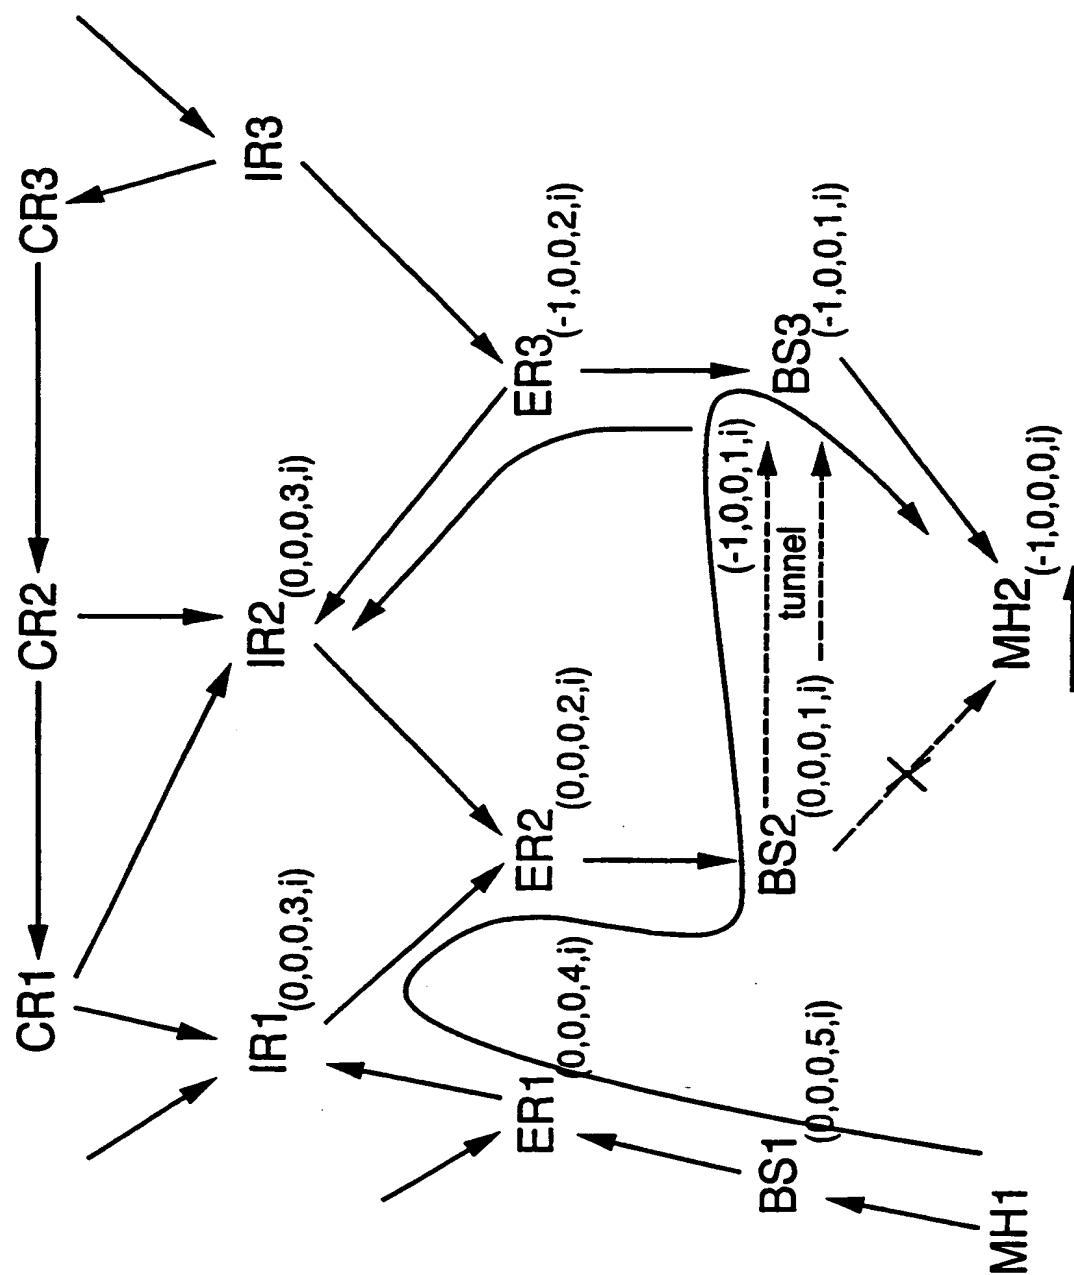 CR1
CR2
CR3
IR1 (0,0,0,3,i)
IR2 (0,0,0,3,i)
IR3
ER1 (0,0,0,4,i)
ER2 (0,0,0,2,i)
ER3 (-1,0,0,2,i)
(-1,0,0,1,i)
tunnel
BS1 (0,0,0,5,i)
BS2 (0,0,0,1,i)
BS3 (-1,0,0,1,i)
MH1
MH2 (-1,0,0,0,i)